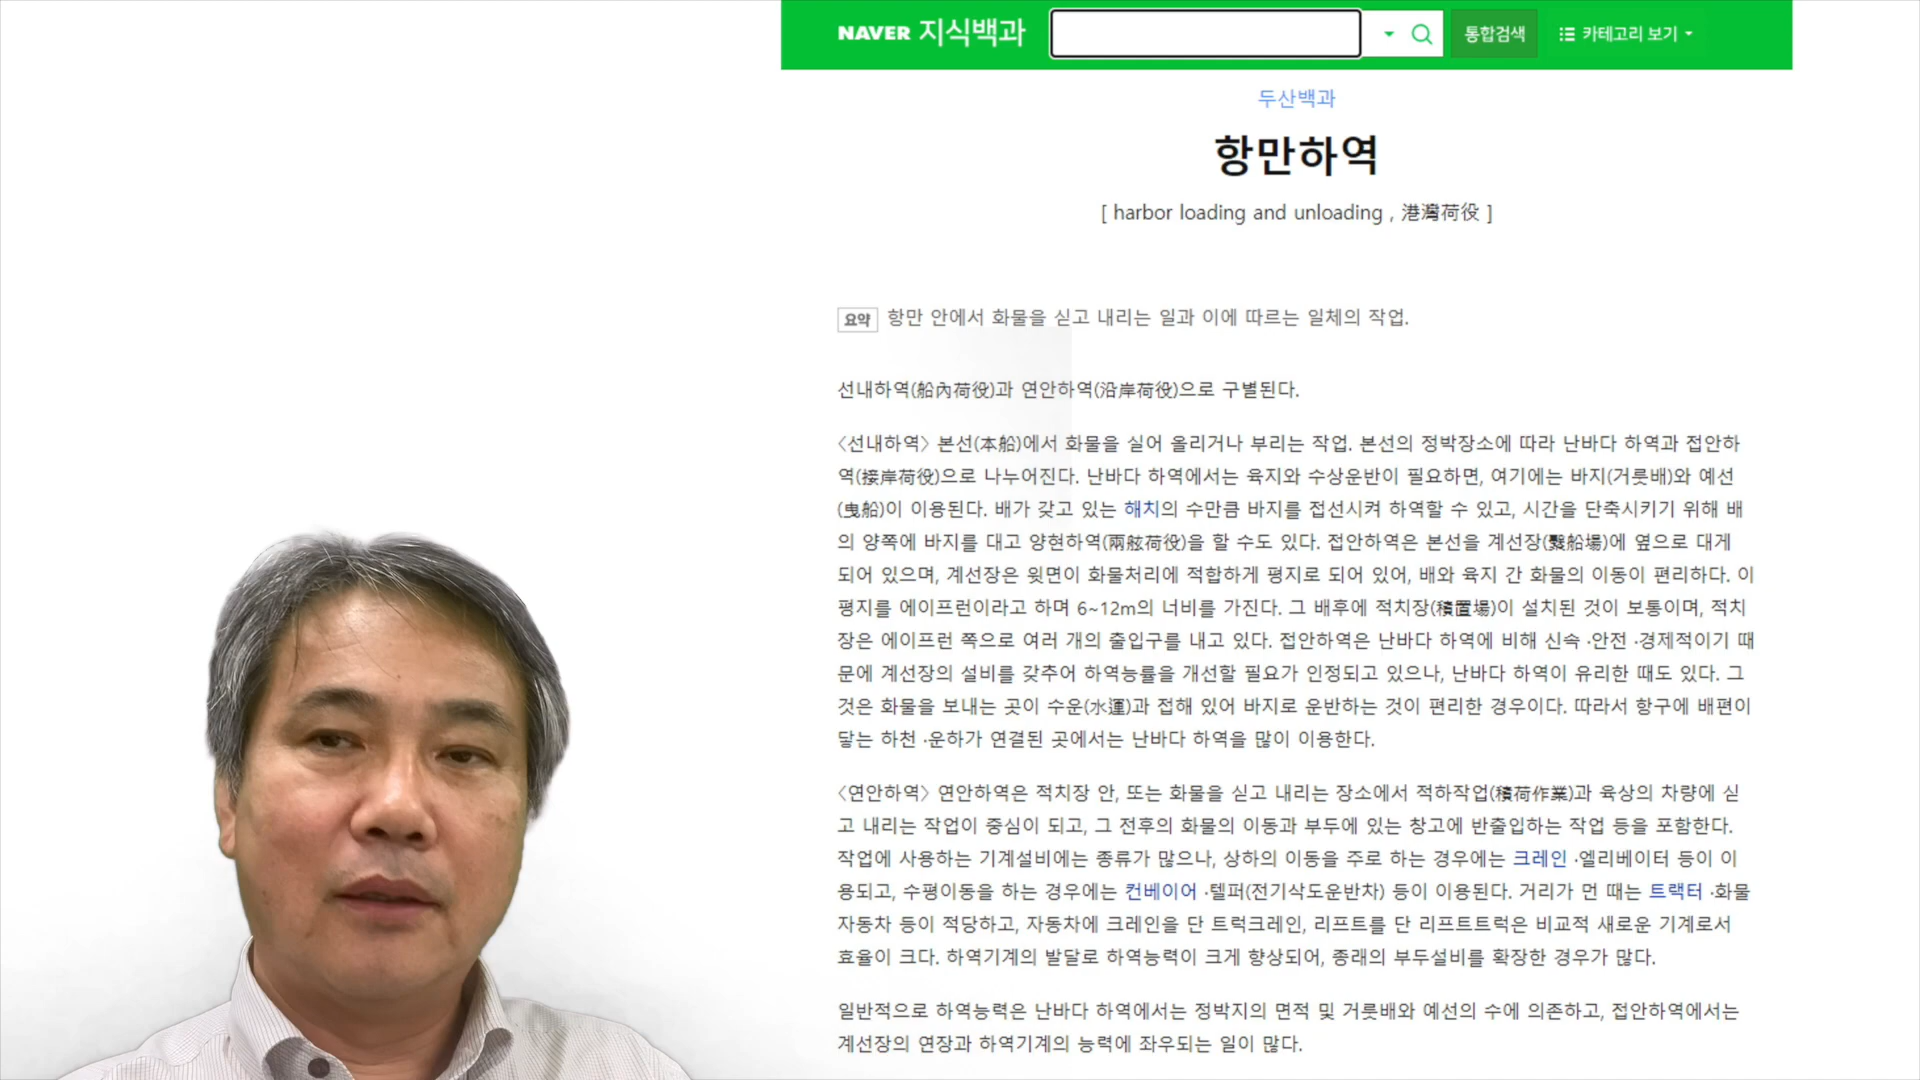 NAVER 지식백과
통합검색
카테고리 보기
두산백과
항만하역
[ harbor loading and unloading , 港灣荷役 ]
요약 항만 안에서 화물을 싣고 내리는 일과 이에 따르는 일체의 작업.
선내하역(船內荷役)과 연안하역(沿岸荷役)으로 구별된다.
〈선내하역〉 본선(本船)에서 화물을 실어 올리거나 부리는 작업. 본선의 정박장소에 따라 난바다 하역과 접안하
역(接岸荷役)으로 나누어진다. 난바다 하역에서는 육지와 수상운반이 필요하면, 여기에는 바지(거룻배)와 예선
(曳船)이 이용된다. 배가 갖고 있는 해치의 수만큼 바지를 접선시켜 하역할 수 있고, 시간을 단축시키기 위해 배
의 양쪽에 바지를 대고 양현하역(兩舷荷役)을 할 수도 있다. 접안하역은 본선을 계선장(繫船場)에 옆으로 대게
되어 있으며, 계선장은 윗면이 화물처리에 적합하게 평지로 되어 있어, 배와 육지 간 화물의 이동이 편리하다. 이
평지를 에이프런이라고 하며 6~12m의 너비를 가진다. 그 배후에 적치장(積置場)이 설치된 것이 보통이며, 적치
장은 에이프런 쪽으로 여러 개의 출입구를 내고 있다. 접안하역은 난바다 하역에 비해 신속 ·안전 ·경제적이기 때
문에 계선장의 설비를 갖추어 하역능률을 개선할 필요가 인정되고 있으나, 난바다 하역이 유리한 때도 있다. 그
것은 화물을 보내는 곳이 수운(水運)과 접해 있어 바지로 운반하는 것이 편리한 경우이다. 따라서 항구에 배편이
닿는 하천 ·운하가 연결된 곳에서는 난바다 하역을 많이 이용한다.
〈연안하역〉 연안하역은 적치장 안, 또는 화물을 싣고 내리는 장소에서 적하작업(積荷作業)과 육상의 차량에 싣
고 내리는 작업이 중심이 되고, 그 전후의 화물의 이동과 부두에 있는 창고에 반출입하는 작업 등을 포함한다.
작업에 사용하는 기계설비에는 종류가 많으나, 상하의 이동을 주로 하는 경우에는 크레인 ·엘리베이터 등이 이
용되고, 수평이동을 하는 경우에는 컨베이어 ·텔퍼(전기삭도운반차) 등이 이용된다. 거리가 먼 때는 트랙터 ·화물
자동차 등이 적당하고, 자동차에 크레인을 단 트럭크레인, 리프트를 단 리프트트럭은 비교적 새로운 기계로서
효율이 크다. 하역기계의 발달로 하역능력이 크게 향상되어, 종래의 부두설비를 확장한 경우가 많다.
일반적으로 하역능력은 난바다 하역에서는 정박지의 면적 및 거룻배와 예선의 수에 의존하고, 접안하역에서는
계선장의 연장과 하역기계의 능력에 좌우되는 일이 많다.